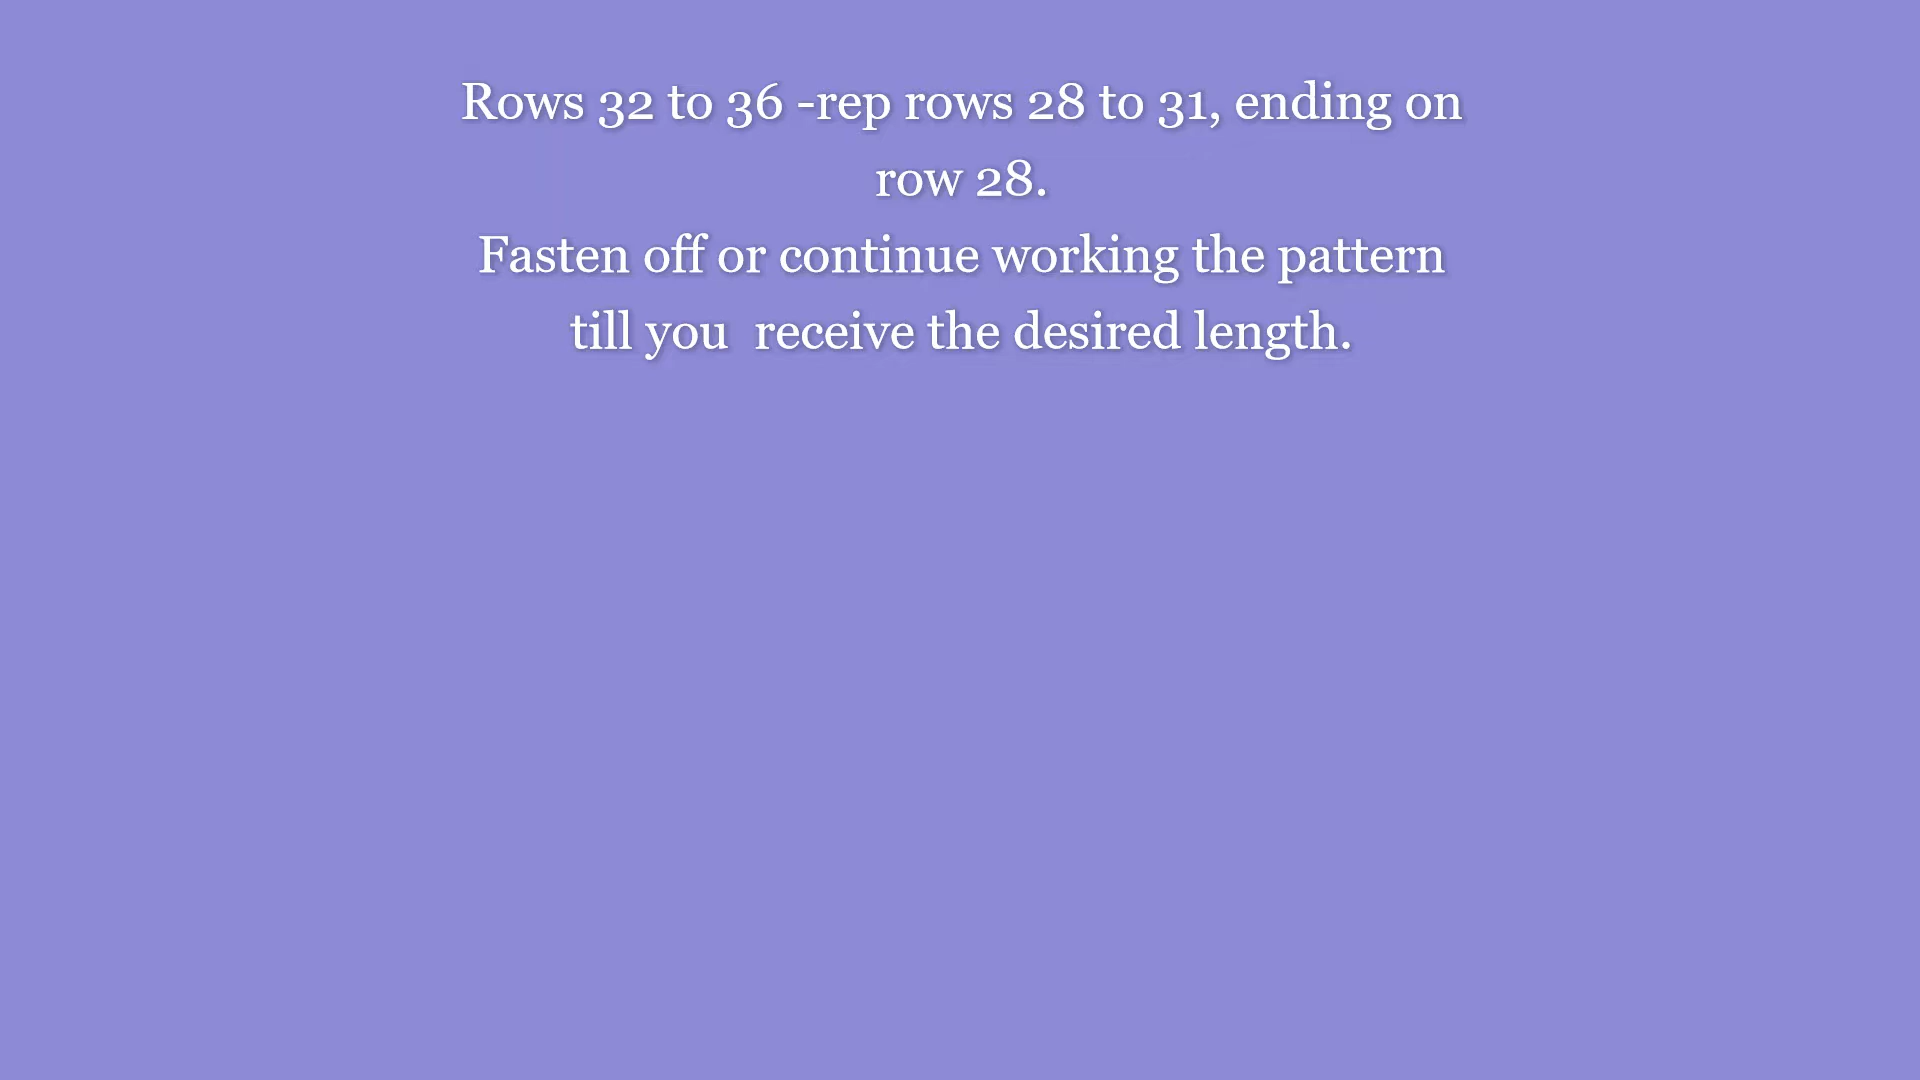 Rows 32 to 36 -rep rows 28 to 31, ending on
row 28.
Fasten off or continue working the pattern
till you  receive the desired length.